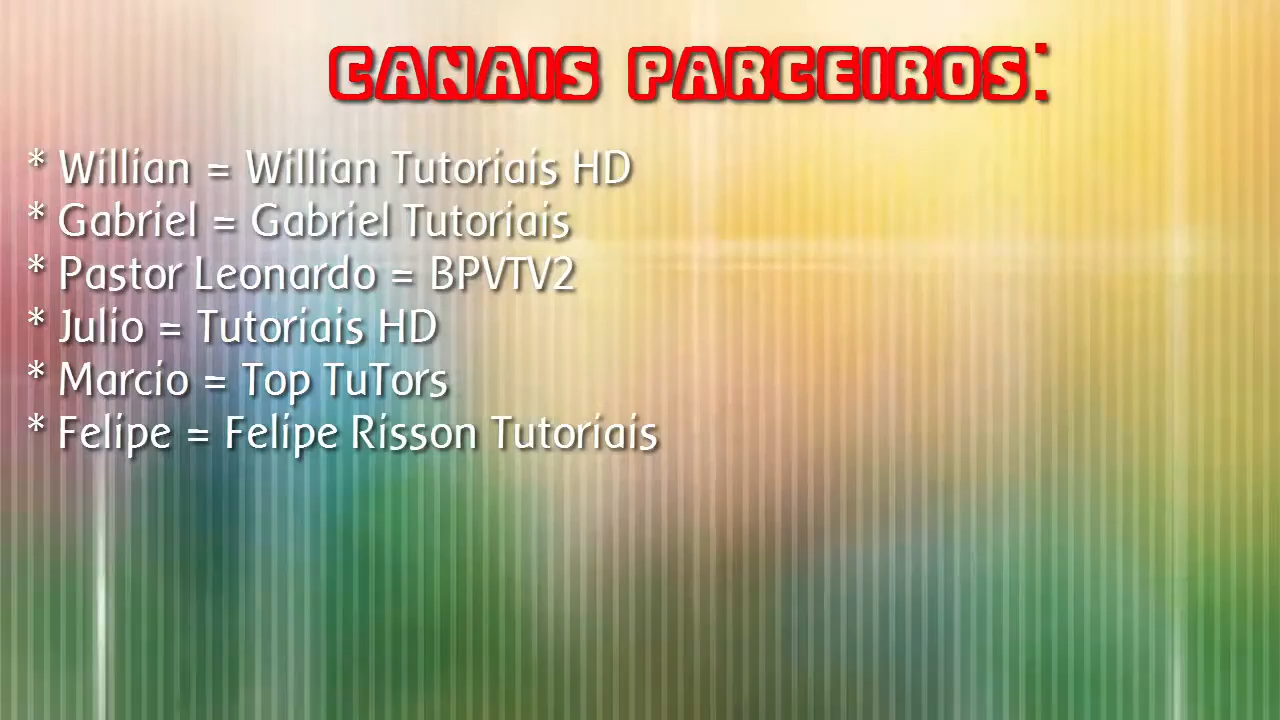 CANAIS PARCEIROS:
* Willian = Willian Tutoriais HD
* Gabriel = Gabriel Tutoriais
* Pastor Leonardo = BPVTV2
* Julio = Tutoriais HD
* Marcio = Top TuTors
* Felipe = Felipe Risson Tutoriais